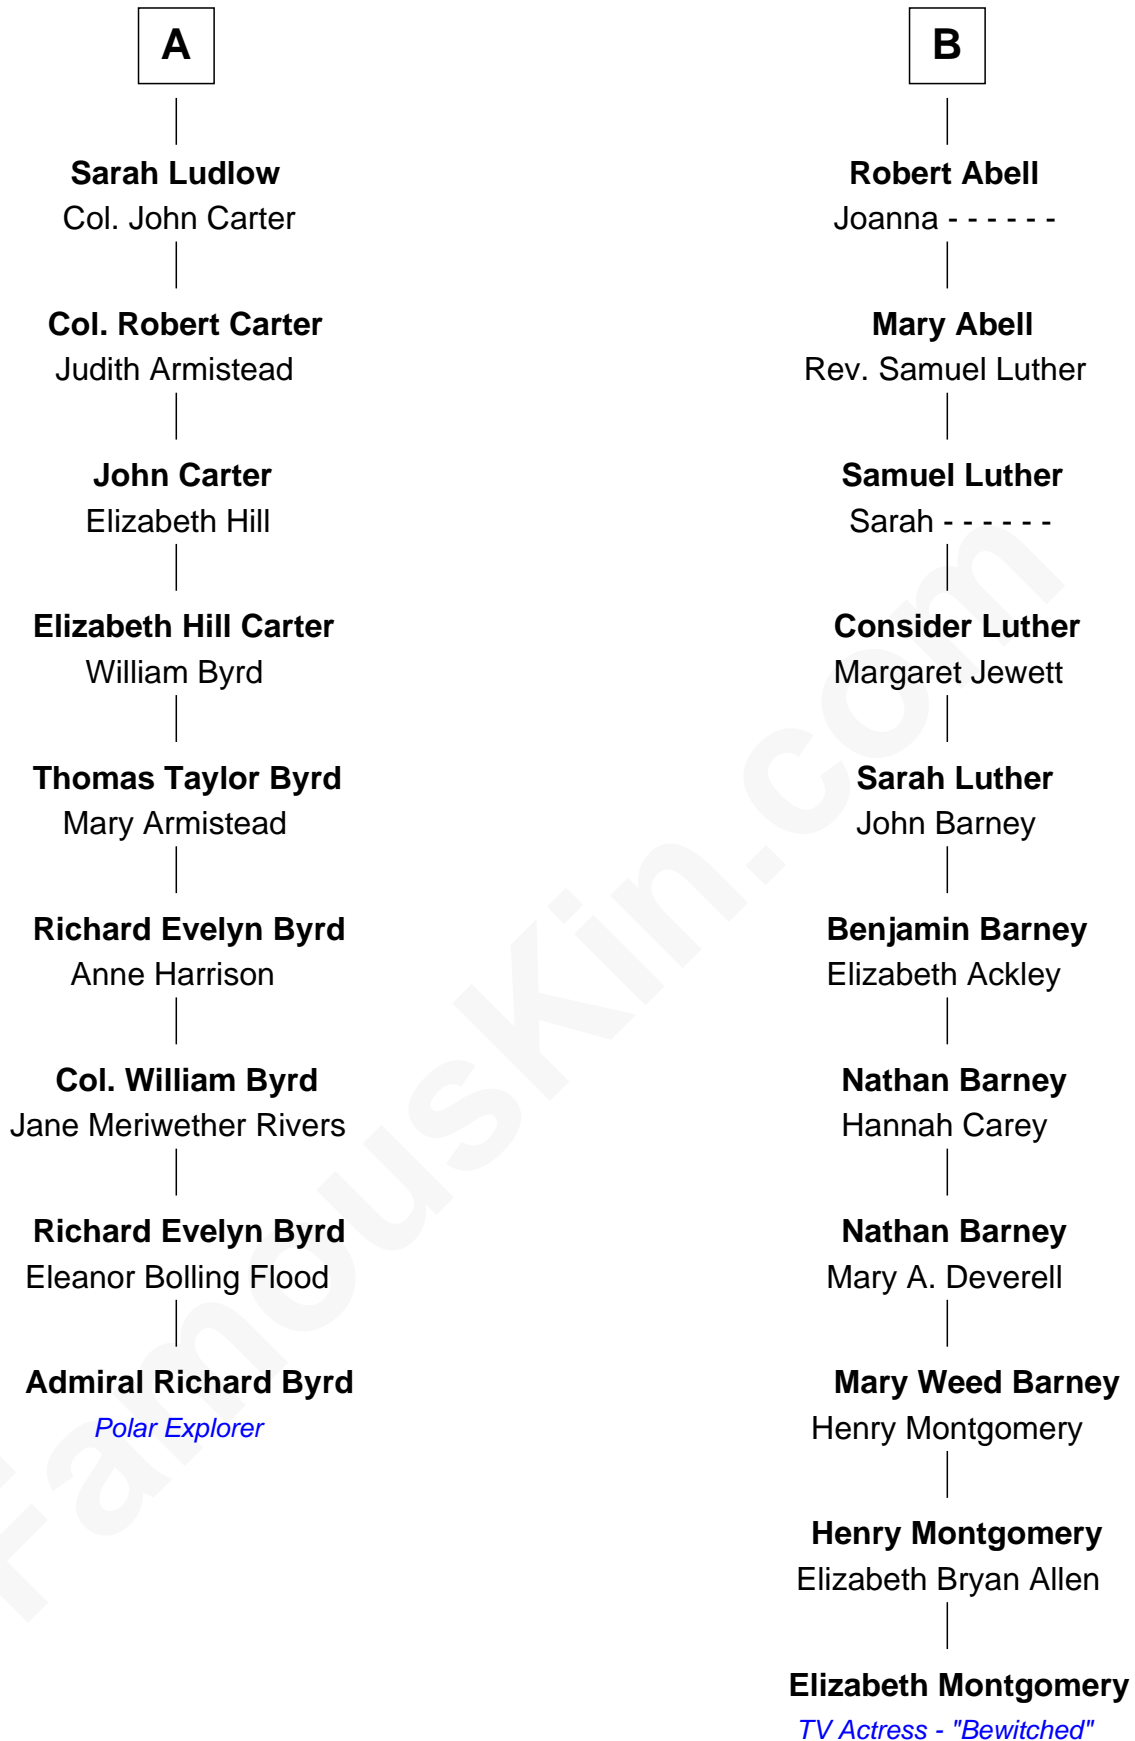 A
Sarah Ludlow
Col. John Carter
Col. Robert Carter
Judith Armistead
John Carter
Elizabeth Hill
Elizabeth Hill Carter
William Byrd
Thomas Taylor Byrd
Mary Armistead
Richard Evelyn Byrd
Anne Harrison
Col. William Byrd
Jane Meriwether Rivers
Richard Evelyn Byrd
Eleanor Bolling Flood
Admiral Richard Byrd
Polar Explorer
B
Robert Abell
Joanna - - - - - -
Mary Abell
Rev. Samuel Luther
Samuel Luther
Sarah - - - - - -
Consider Luther
Margaret Jewett
Sarah Luther
John Barney
Benjamin Barney
Elizabeth Ackley
Nathan Barney
Hannah Carey
Nathan Barney
Mary A. Deverell
Mary Weed Barney
Henry Montgomery
Henry Montgomery
Elizabeth Bryan Allen
Elizabeth Montgomery
TV Actress - "Bewitched"
FamousKin.com